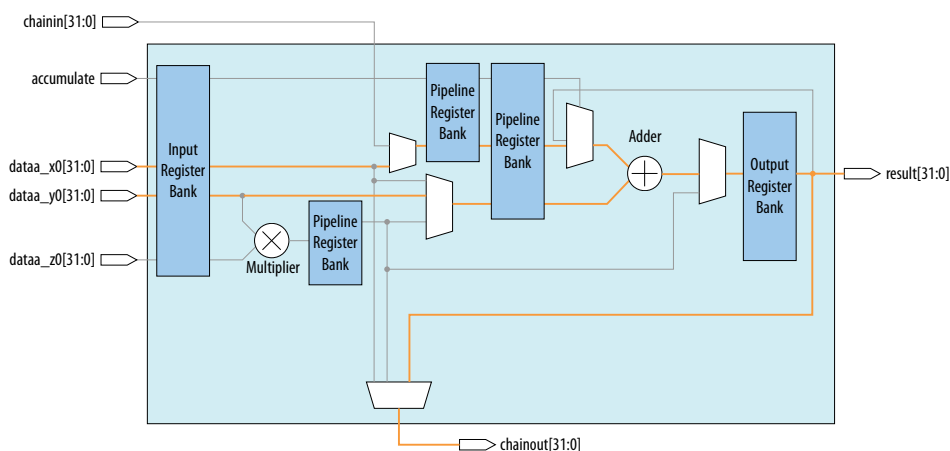 chainin[31:0]
accumulate
dataa_x0[31:0]
dataa_y0[31:0]
dataa_z0[31:0]
Input
Register
Bank
Multiplier
Pipeline
Register
Bank
Pipeline
Register
Bank
Pipeline
Register
Bank
Adder
Output
Register
Bank
result[31:0]
chainout[31:0]